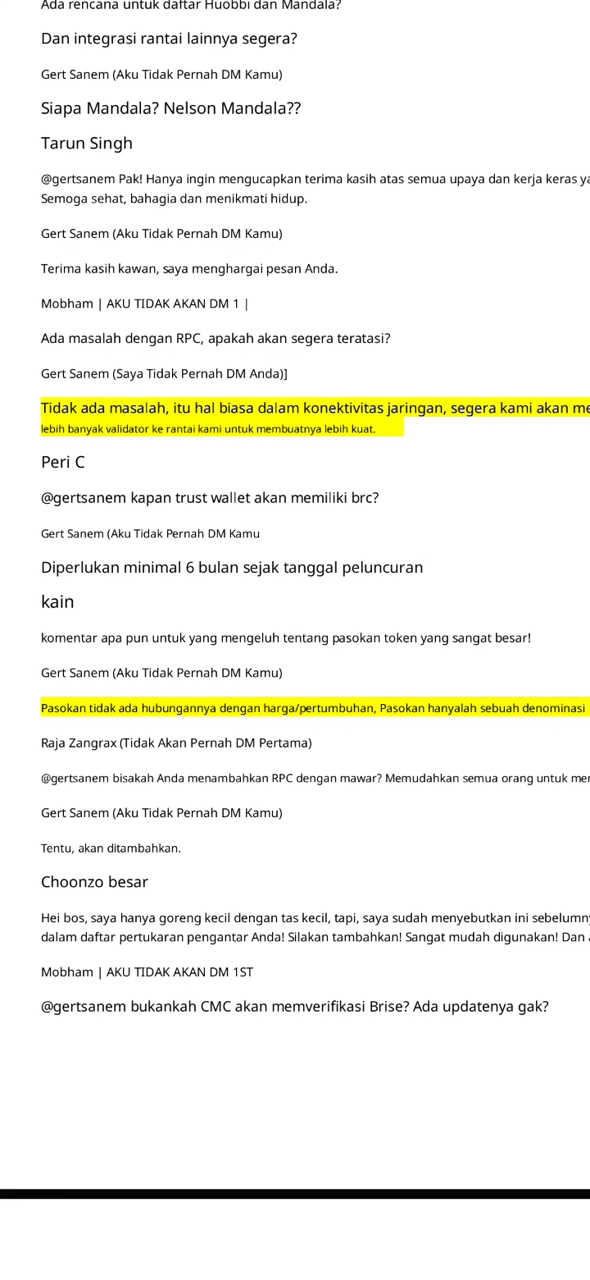 Ada rencana untuk daftar Huobbi dan Mandala?
Dan integrasi rantai lainnya segera?
Gert Sanem (Aku Tidak Pernah DM Kamu)
Siapa Mandala? Nelson Mandala??
Tarun Singh
@gertsanem Pak! Hanya ingin mengucapkan terima kasih atas semua upaya dan kerja keras
Semoga sehat, bahagia dan menikmati hidup.
Gert Sanem (Aku Tidak Pernah DM Kamu)
Terima kasih kawan, saya menghargai pesan Anda.
Mobham | AKU TIDAK AKAN DM 1 |
Ada masalah dengan RPC, apakah akan segera teratasi?
Gert Sanem (Saya Tidak Pernah DM Anda)]
Tidak ada masalah, itu hal biasa dalam konektivitas jaringan, segera kami akan
lebih banyak validator ke rantai kami untuk membuatnya lebih kuat.
Peri C
@gertsanem kapan trust wallet akan memiliki brc?
Gert Sanem (Aku Tidak Pernah DM Kamu
Diperlukan minimal 6 bulan sejak tanggal peluncuran
kain
komentar apa pun untuk yang mengeluh tentang pasokan token yang sangat besar!
Gert Sanem (Aku Tidak Pernah DM Kamu)
Pasokan tidak ada hubungannya dengan harga/pertumbuhan, Pasokan hanyalah sebuah denominasi
Raja Zangrax (Tidak Akan Pernah DM Pertama)
@gertsanem bisakah Anda menambahkan RPC dengan mawar? Memudahkan semua orang untuk
Gert Sanem (Aku Tidak Pernah DM Kamu)
Tentu, akan ditambahkan.
Choonzo besar
Hei bos, saya hanya goreng kecil dengan tas kecil, tapi, saya sudah menyebutkan ini
dalam daftar pertukaran pengantar Anda! Silakan tambahkan! Sangat mudah digunakan! Dan
Mobham | AKU TIDAK AKAN DM 1ST
@gertsanem bukankah CMC akan memverifikasi Brise? Ada updatenya gak?